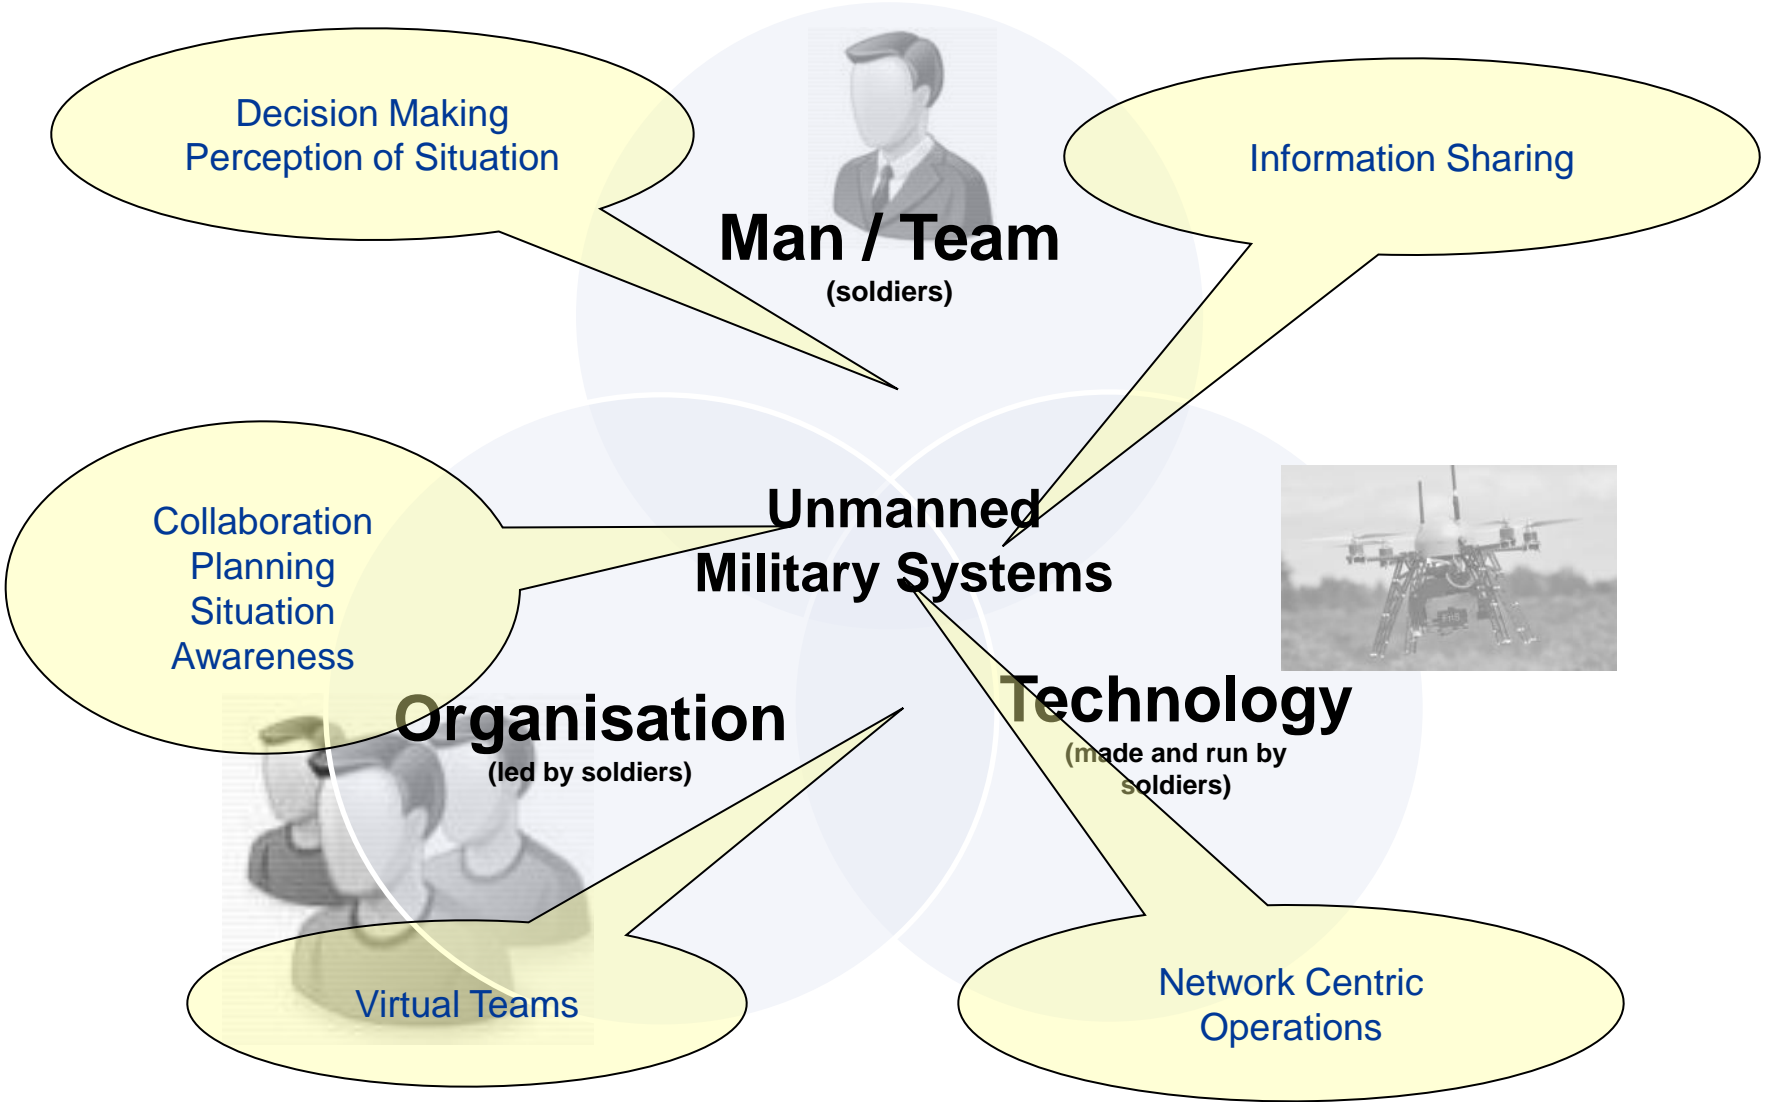 Decision Making
Perception of Situation
Information Sharing
Man / Team
(soldiers)
Collaboration
Planning
Situation
Awareness
Unmanned
Military Systems
Organisation
(led by soldiers)
Technology
(made and run by
soldiers)
Virtual Teams
Network Centric
Operations